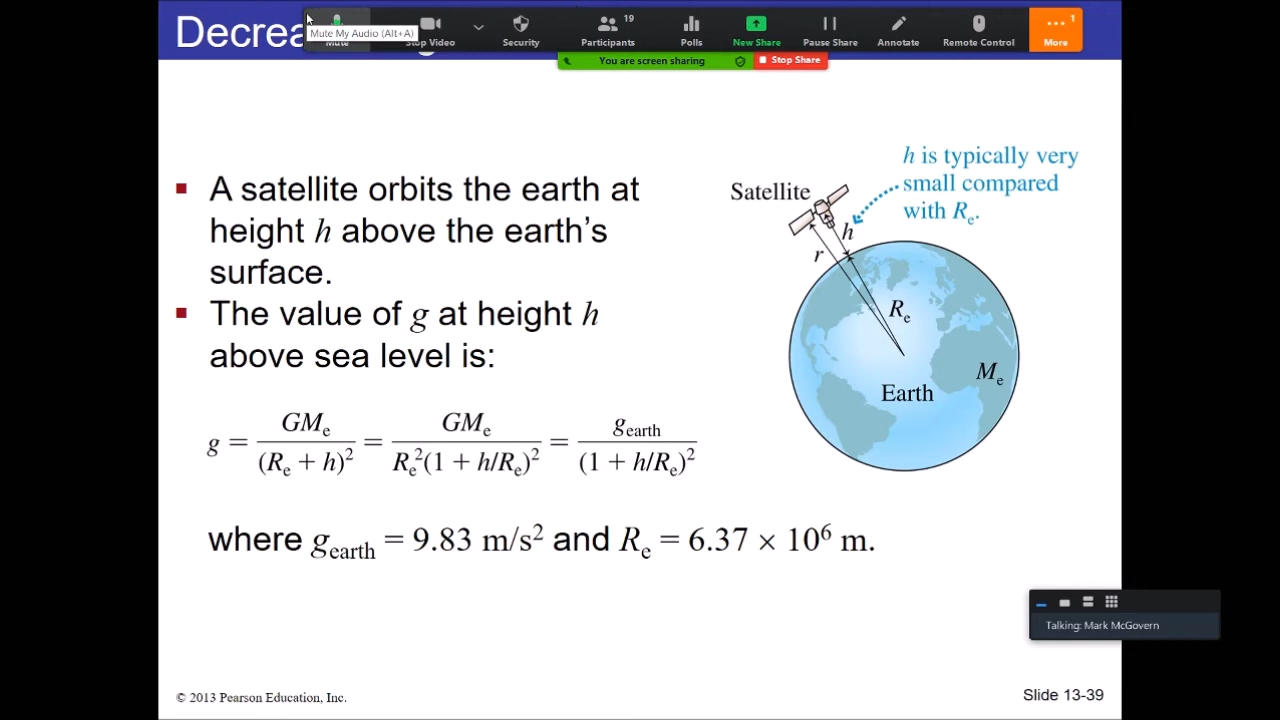 Decrea
Mute My Audio (Alt+A)
Mute
Stop Video
Security
Participants
19
Polls
New Share
Pause Share
Annotate
Remote Control
More
1
You are screen sharing
Stop Share
A satellite orbits the earth at
height h above the earth's
surface.
The value of g at height h
above sea level is:
g = GMₑ/(Rₑ + h)² = GMₑ/Rₑ²(1 + h/Rₑ)² = g_earth/(1 + h/Rₑ)²
where g_earth = 9.83 m/s² and Rₑ = 6.37 × 10⁶ m.
h is typically very
small compared
with Rₑ.
Satellite
h
r
Rₑ
Mₑ
Earth
Talking: Mark McGovern
© 2013 Pearson Education, Inc.
Slide 13-39